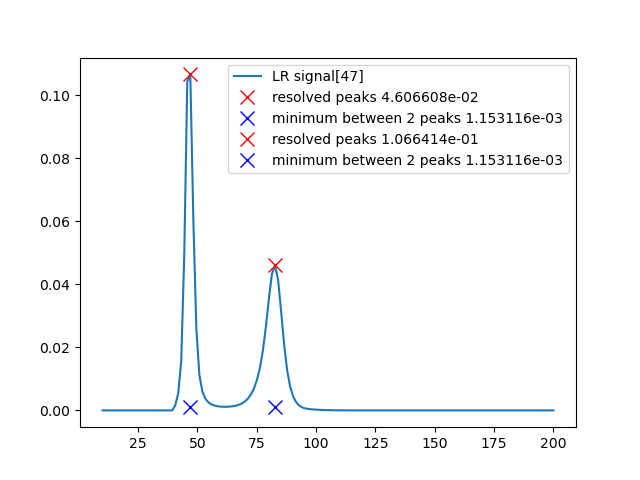 LR signal[47]
resolved peaks 4.606608e-02
minimum between 2 peaks 1.153116e-03
resolved peaks 1.066414e-01
minimum between 2 peaks 1.153116e-03
0.10
0.08
0.06
0.04
0.02
0.00
25 50 75 100 125 150 175 200